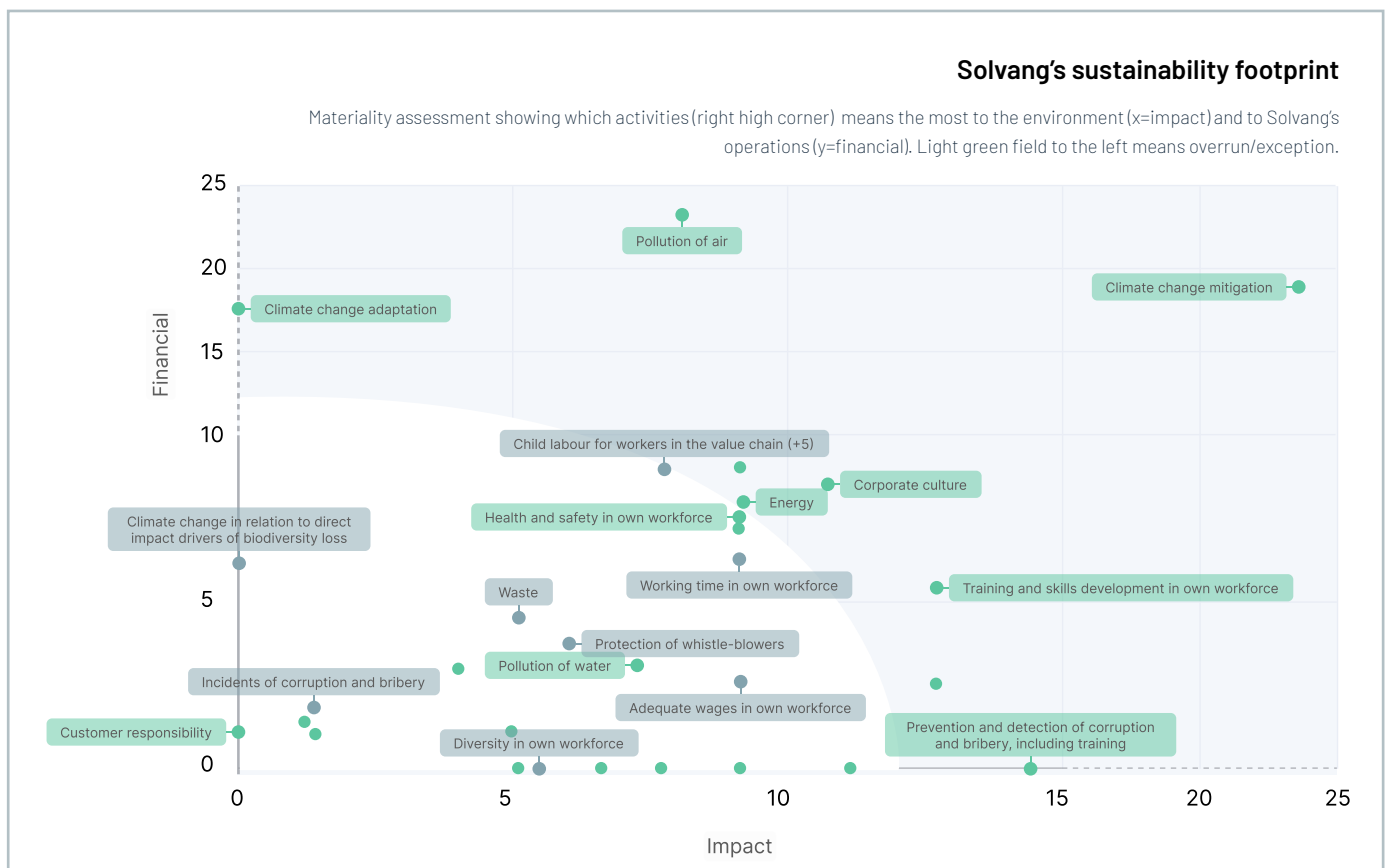 Solvang’s sustainability footprint
Materiality assessment showing which activities (right high corner)  means the most to the environment (x=impact) and to Solvang’s
operations (y=financial). Light green field to the left means overrun/exception.
25
Pollution of air
20
Climate change mitigation
Climate change adaptation
Financial
15
10
Child labour for workers in the value chain (+5)
Corporate culture
Energy
Health and safety in own workforce
Climate change in relation to direct
impact drivers of biodiversity loss
Working time in own workforce
Training and skills development in own workforce
Waste
5
Protection of whistle-blowers
Pollution of water
Incidents of corruption and bribery
Adequate wages in own workforce
Customer responsibility
Prevention and detection of corruption
and bribery, including training
Diversity in own workforce
0
0
5
10
15
20
25
Impact